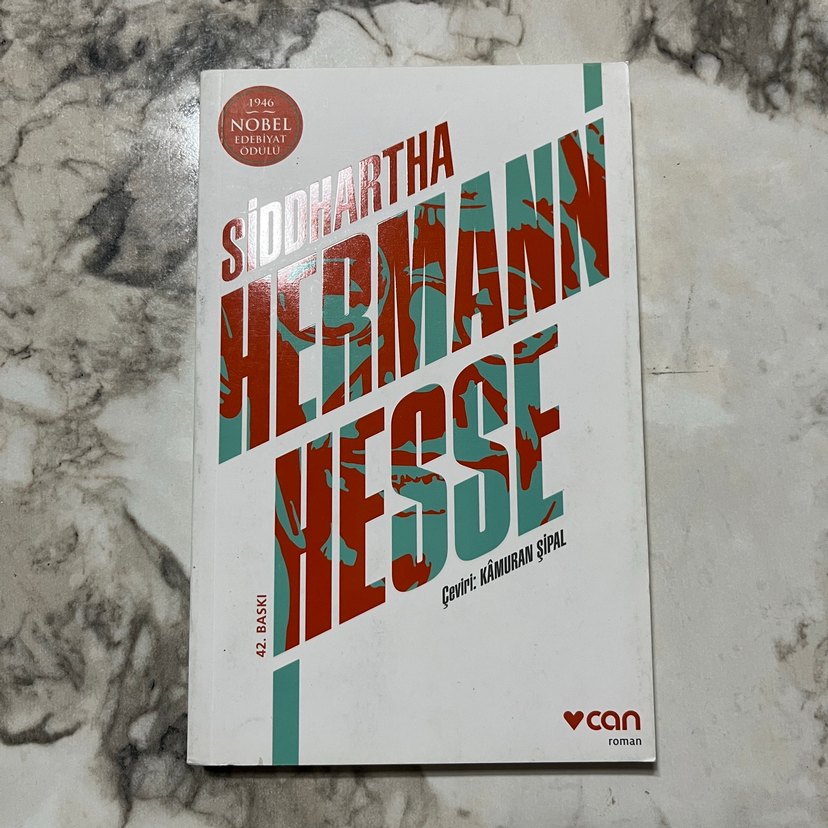 1946
NOBEL
EDEBİYAT
ÖDÜLÜ
SİDDHARTHA
HERMANN
HESSE
Çeviri: KÂMURAN ŞİPAL
42. BASKI
can
roman